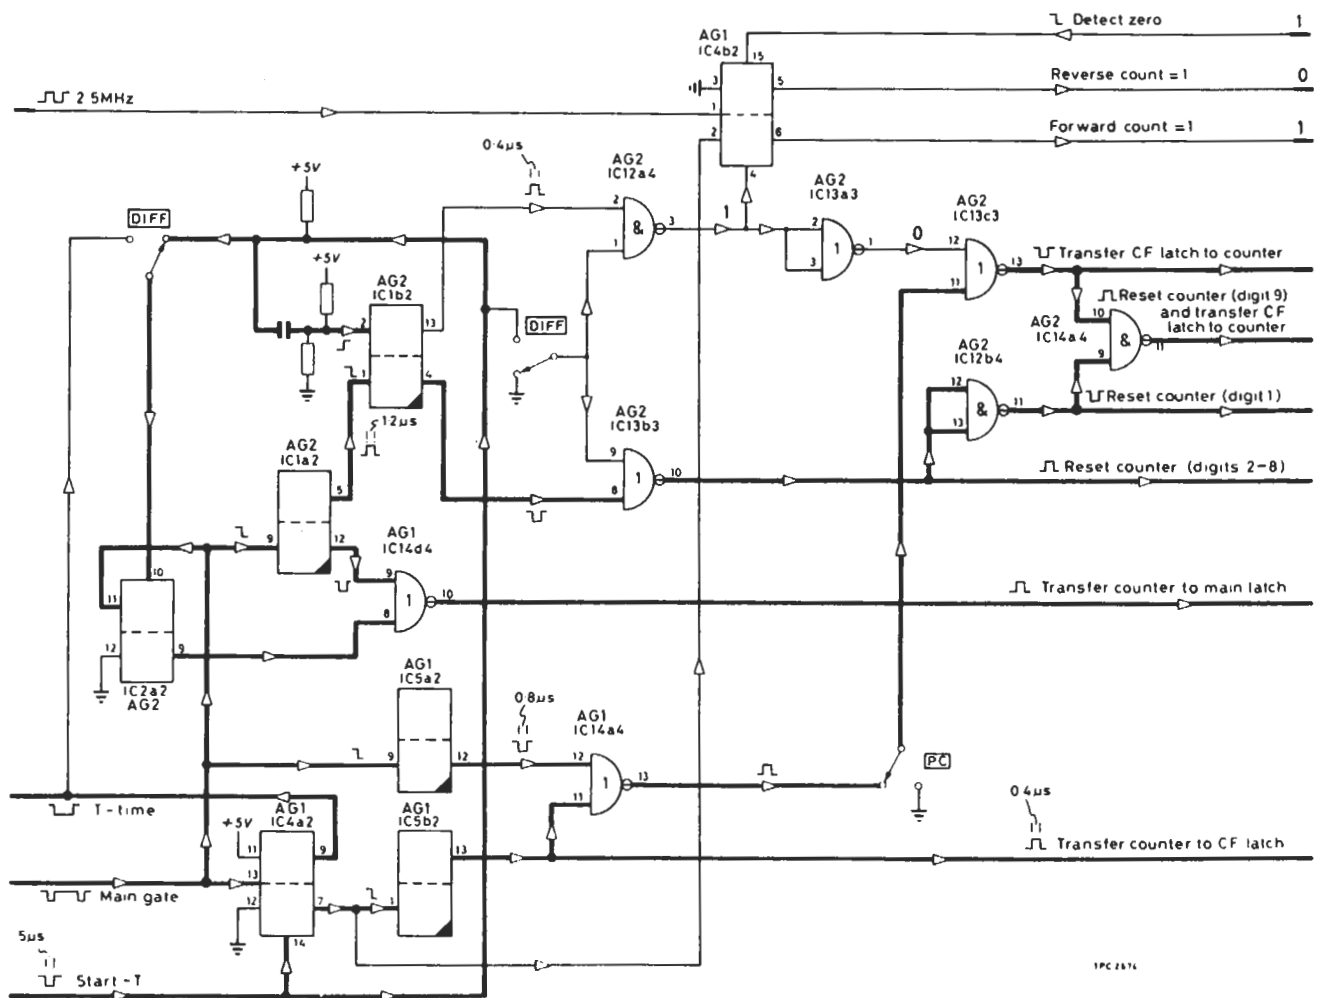 Detect zero 1
AG1
IC4b2
15
3
5
Reverse count = 1 0
2 5MHz
1
2
6
Forward count = 1 1
0·4µs
4
+5V
AG2
IC12a4
AG2
IC13a3
AG2
IC13c3
DIFF
2
&
3
1
1
2
3
1
1
0
12
11
1
13
Transfer CF latch to counter
+5V
AG2
IC1b2
2
13
1
4
DIFF
Reset counter (digit 9)
and transfer CF
latch to counter
10
AG2
IC14a4
9
&
11
AG2
IC12b4
12
13
&
11
Reset counter (digit 1)
1·2µs
AG2
IC13b3
9
8
1
10
Reset counter (digits 2-8)
AG2
IC1a2
5
9
12
AG1
IC14d4
9
8
1
10
Transfer counter to main latch
10
11
12
9
IC2a2
AG2
AG1
IC5a2
9
12
0·8µs
AG1
IC14a4
12
11
1
13
PC
T-time
AG1
IC4a2
+5V
11
9
13
12
7
14
AG1
IC5b2
1
13
0 4µs
Transfer counter to CF latch
Main gate
5µs
Start-T